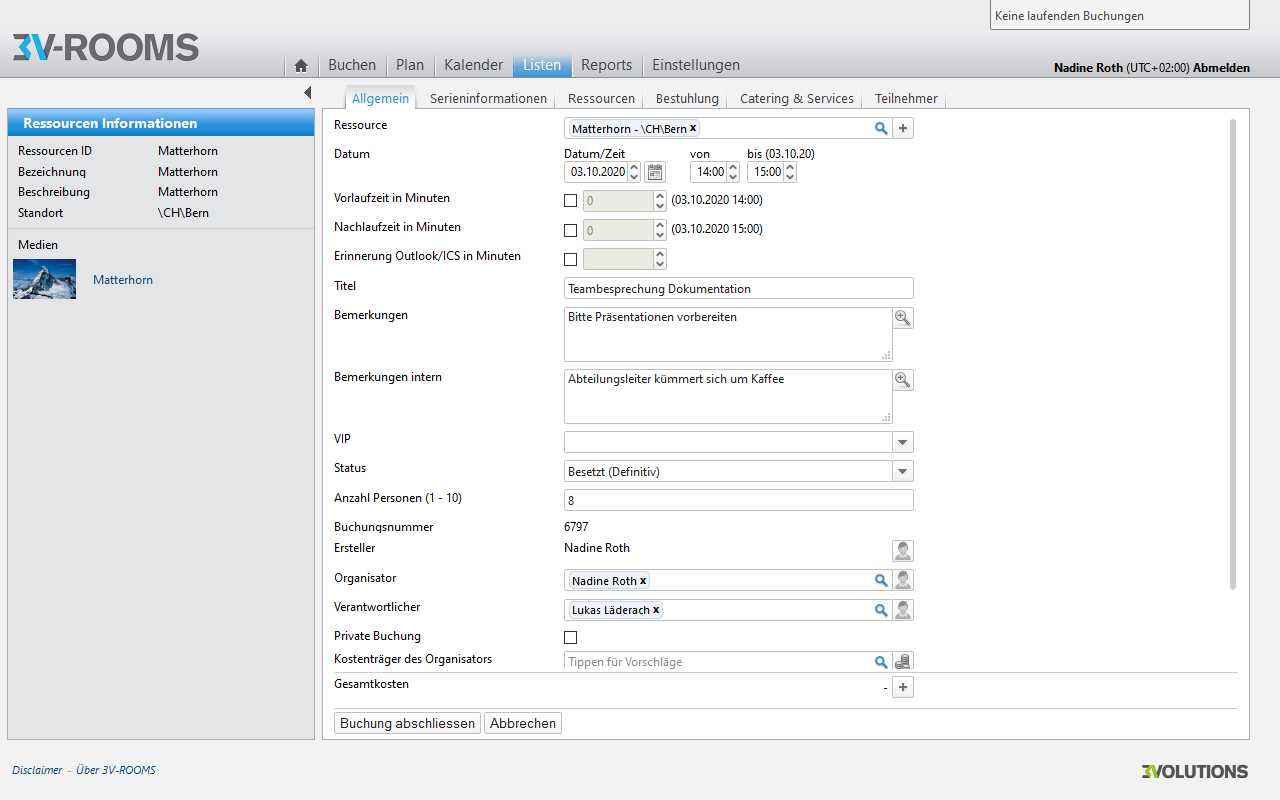 Keine laufenden Buchungen
3V-ROOMS
Buchen Plan Kalender Listen Reports Einstellungen
Nadine Roth (UTC+02:00) Abmelden
Allgemein Serieninformationen Ressourcen Bestuhlung Catering & Services Teilnehmer
Ressourcen Informationen
Ressourcen ID Matterhorn
Bezeichnung Matterhorn
Beschreibung Matterhorn
Standort \CH\Bern
Medien
Matterhorn
Ressource Matterhorn - \CH\Bern x
Datum Datum/Zeit von bis (03.10.20)
03.10.2020 14:00 15:00
Vorlaufzeit in Minuten 0 (03.10.2020 14:00)
Nachlaufzeit in Minuten 0 (03.10.2020 15:00)
Erinnerung Outlook/ICS in Minuten
Titel Teambesprechung Dokumentation
Bemerkungen Bitte Präsentationen vorbereiten
Bemerkungen intern Abteilungsleiter kümmert sich um Kaffee
VIP
Status Besetzt (Definitiv)
Anzahl Personen (1 - 10) 8
Buchungsnummer 6797
Ersteller Nadine Roth
Organisator Nadine Roth x
Verantwortlicher Lukas Läderach x
Private Buchung
Kostenträger des Organisators Tippen für Vorschläge
Gesamtkosten -
Buchung abschliessen Abbrechen
Disclaimer - Über 3V-ROOMS
3VOLUTIONS